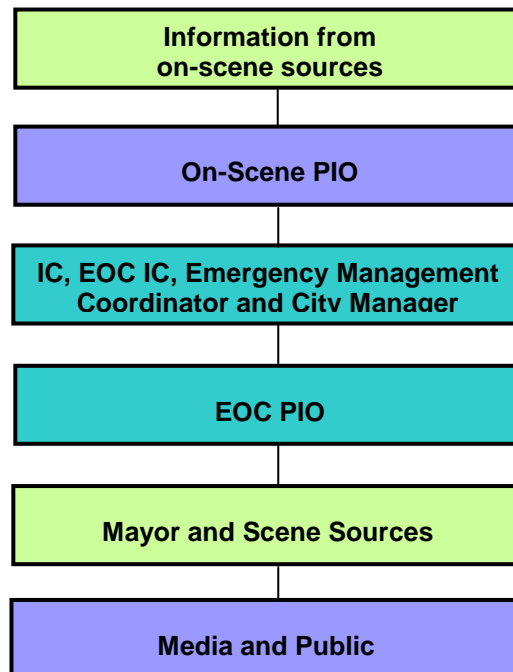 Information from
on-scene sources
On-Scene PIO
IC, EOC IC, Emergency Management
Coordinator and City Manager
EOC PIO
Mayor and Scene Sources
Media and Public